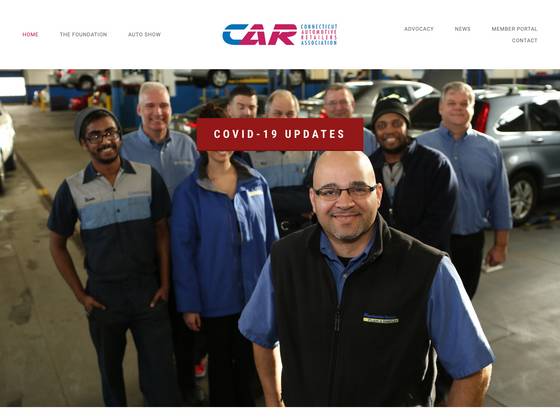 HOME
THE FOUNDATION
AUTO SHOW
CAR
CONNECTICUT
AUTOMOTIVE
RETAILERS
ASSOCIATION
ADVOCACY
NEWS
MEMBER PORTAL
CONTACT
COVID-19 UPDATES